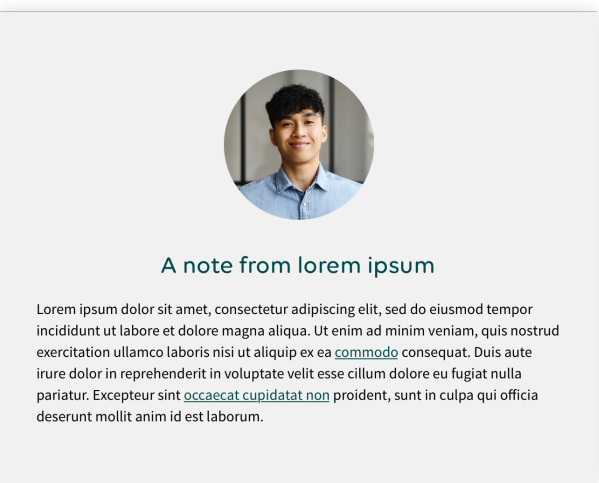 A note from lorem ipsum
Lorem ipsum dolor sit amet, consectetur adipiscing elit, sed do eiusmod tempor
incididunt ut labore et dolore magna aliqua. Ut enim ad minim veniam, quis nostrud
exercitation ullamco laboris nisi ut aliquip ex ea commodo consequat. Duis aute
irure dolor in reprehenderit in voluptate velit esse cillum dolore eu fugiat nulla
pariatur. Excepteur sint occaecat cupidatat non proident, sunt in culpa qui officia
deserunt mollit anim id est laborum.